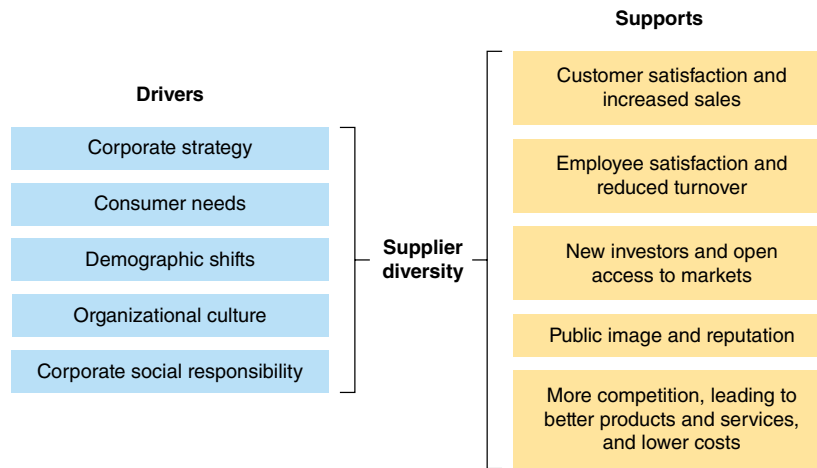 Drivers
Corporate strategy
Consumer needs
Demographic shifts
Organizational culture
Corporate social responsibility
Supplier
diversity
Supports
Customer satisfaction and
increased sales
Employee satisfaction and
reduced turnover
New investors and open
access to markets
Public image and reputation
More competition, leading to
better products and services,
and lower costs